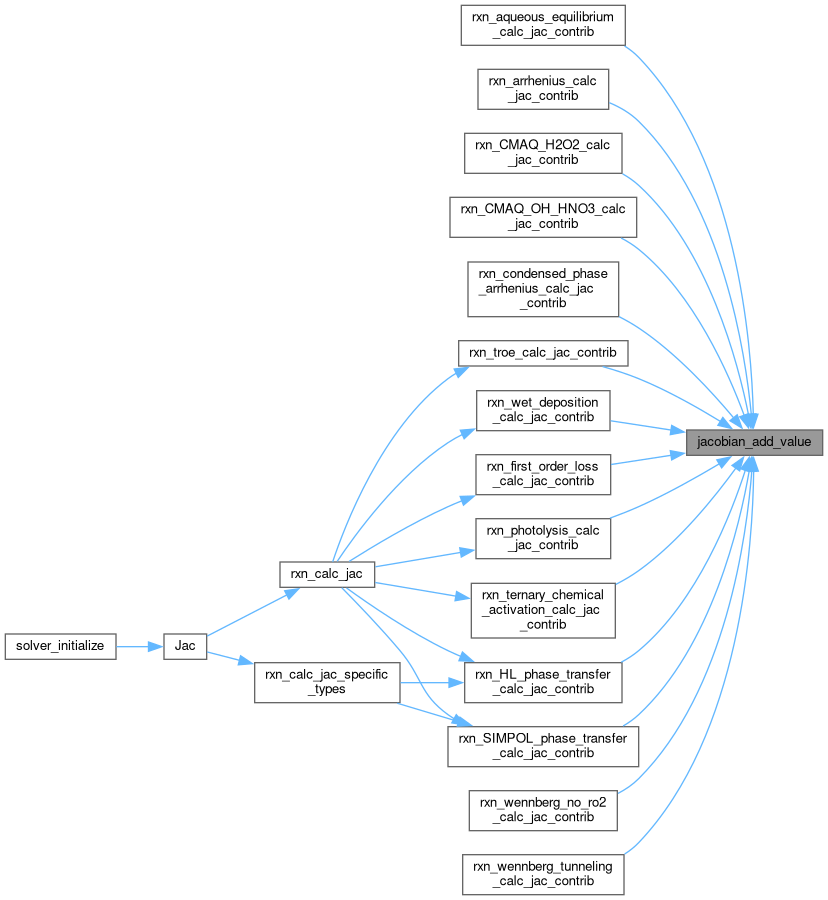 rxn_aqueous_equilibrium
_calc_jac_contrib
rxn_arrhenius_calc
_jac_contrib
rxn_CMAQ_H2O2_calc
_jac_contrib
rxn_CMAQ_OH_HNO3_calc
_jac_contrib
rxn_condensed_phase
_arrhenius_calc_jac
_contrib
rxn_troe_calc_jac_contrib
rxn_wet_deposition
_calc_jac_contrib
jacobian_add_value
rxn_first_order_loss
_calc_jac_contrib
rxn_photolysis_calc
_jac_contrib
rxn_calc_jac
rxn_ternary_chemical
_activation_calc_jac
_contrib
solver_initialize
Jac
rxn_calc_jac_specific
_types
rxn_HL_phase_transfer
_calc_jac_contrib
rxn_SIMPOL_phase_transfer
_calc_jac_contrib
rxn_wennberg_no_ro2
_calc_jac_contrib
rxn_wennberg_tunneling
_calc_jac_contrib